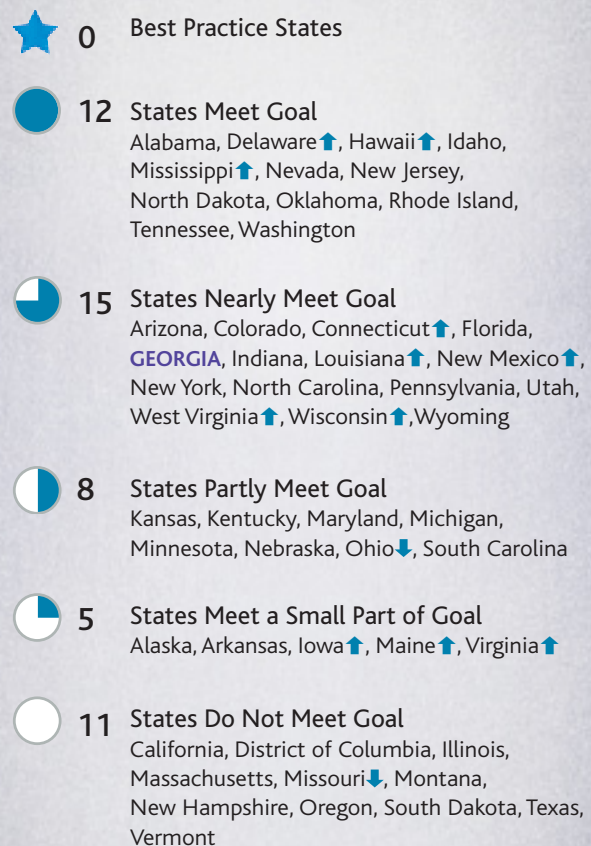 0 Best Practice States
12 States Meet Goal
Alabama, Delaware⬆, Hawaii⬆, Idaho,
Mississippi⬆, Nevada, New Jersey,
North Dakota, Oklahoma, Rhode Island,
Tennessee, Washington
15 States Nearly Meet Goal
Arizona, Colorado, Connecticut⬆, Florida,
GEORGIA, Indiana, Louisiana⬆, New Mexico⬆,
New York, North Carolina, Pennsylvania, Utah,
West Virginia⬆, Wisconsin⬆, Wyoming
8 States Partly Meet Goal
Kansas, Kentucky, Maryland, Michigan,
Minnesota, Nebraska, Ohio⬇, South Carolina
5 States Meet a Small Part of Goal
Alaska, Arkansas, Iowa⬆, Maine⬆, Virginia⬆
11 States Do Not Meet Goal
California, District of Columbia, Illinois,
Massachusetts, Missouri⬇, Montana,
New Hampshire, Oregon, South Dakota, Texas,
Vermont